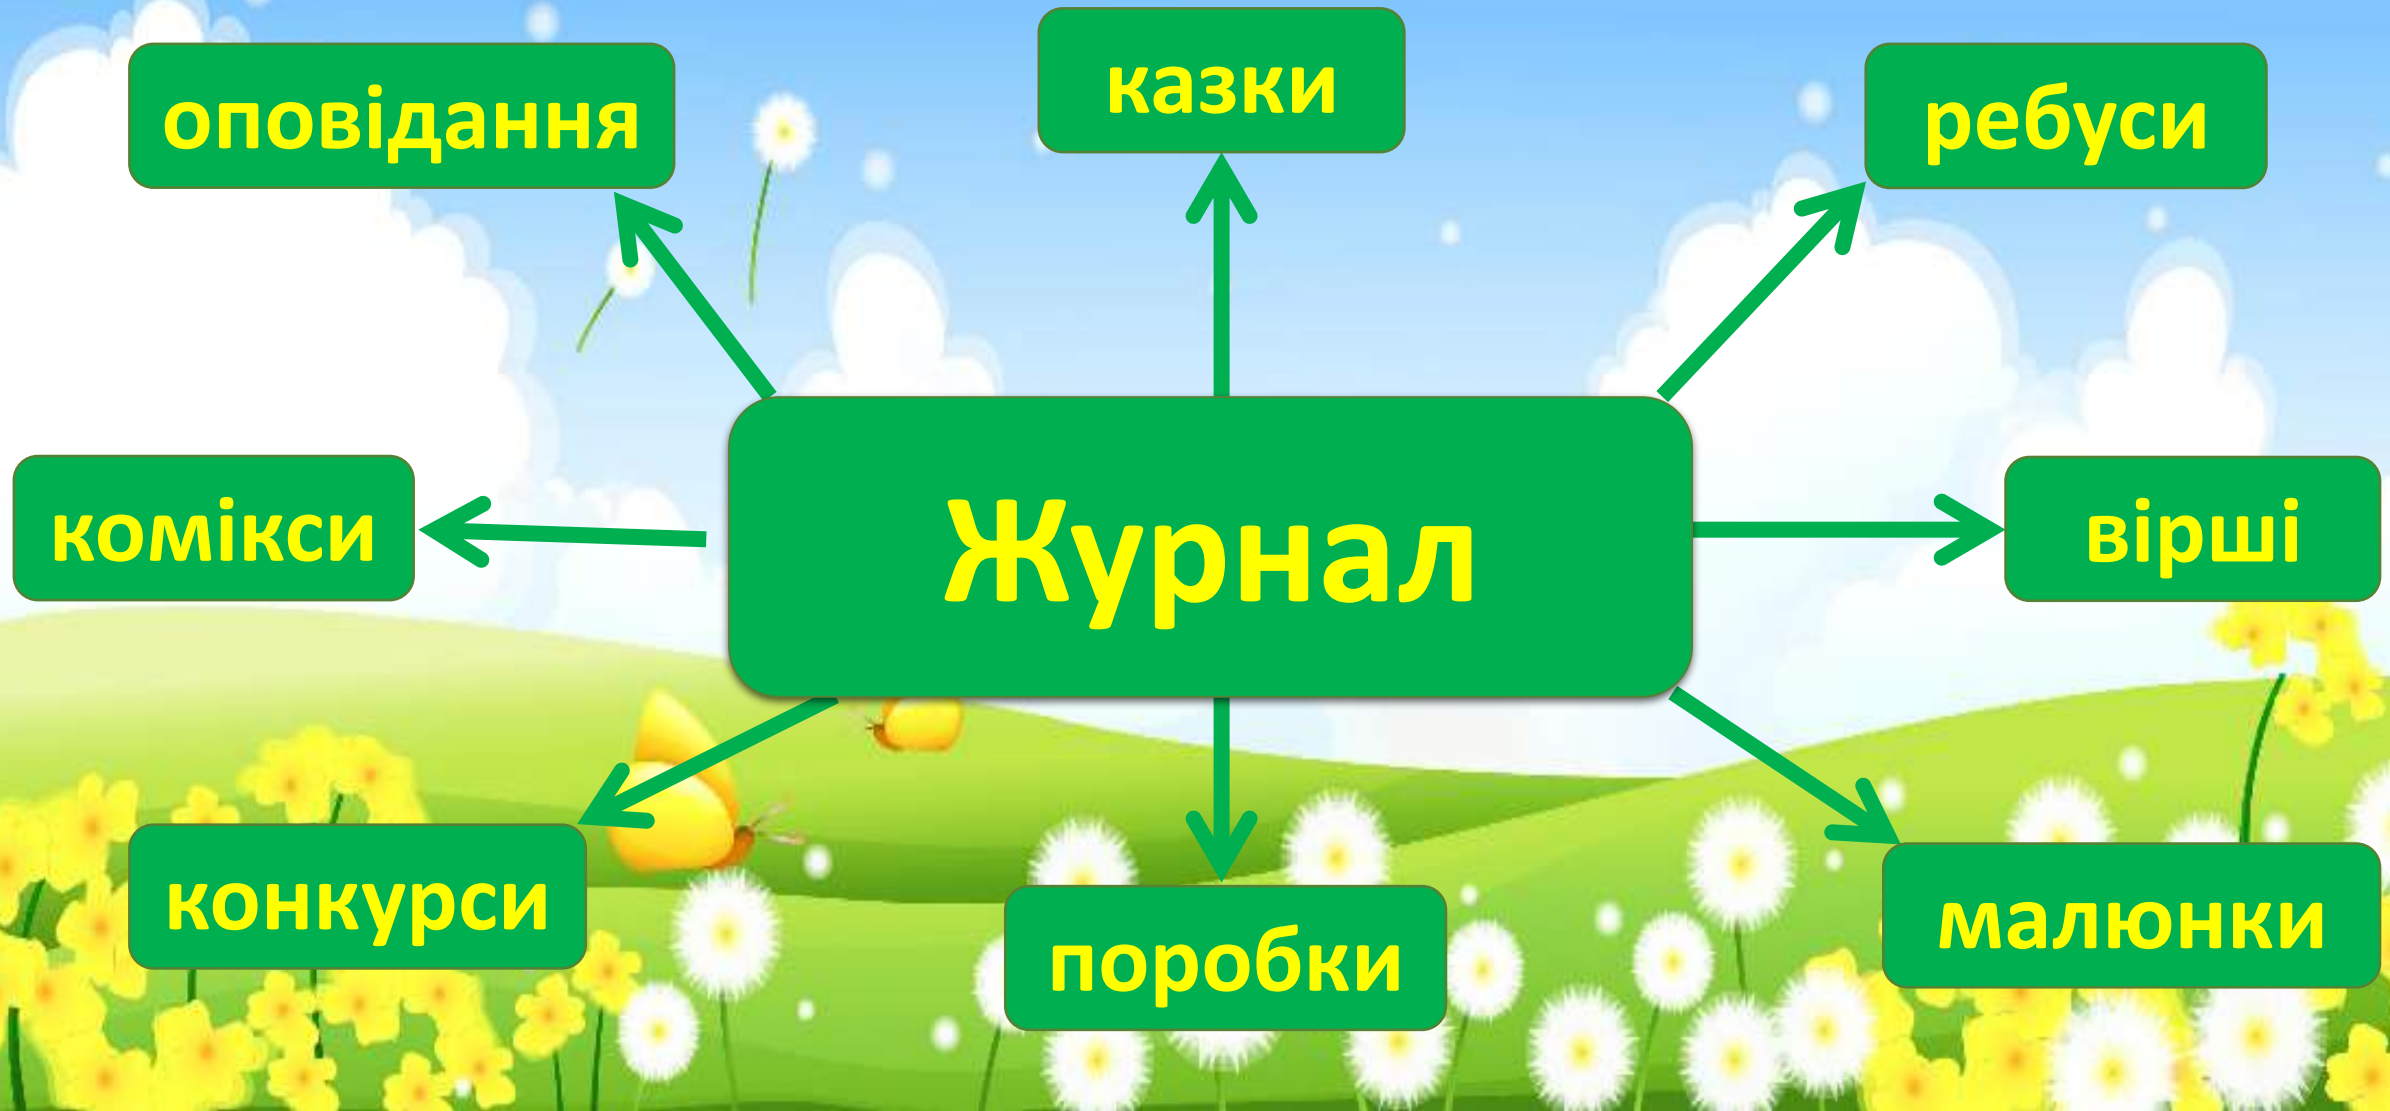 оповідання
казки
ребуси
комікси
Журнал
вірші
конкурси
поробки
малюнки